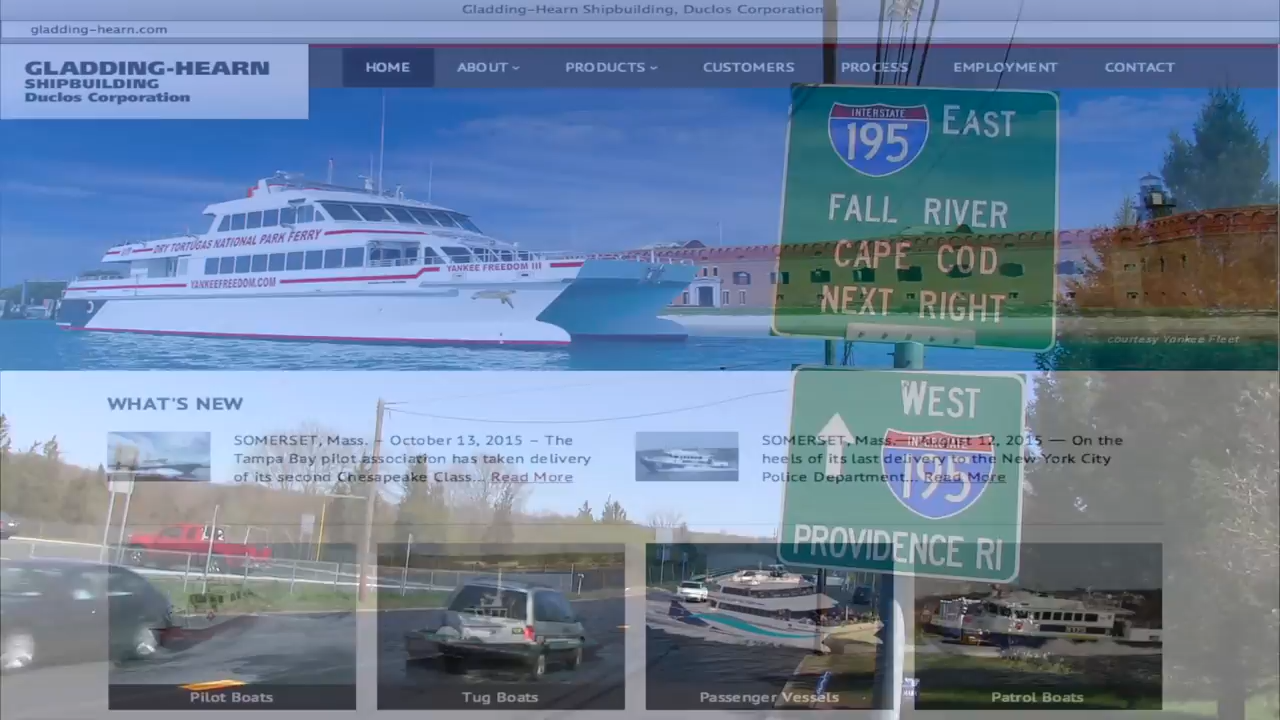 Gladding-Hearn Shipbuilding, Duclos Corporation
gladding-hearn.com
GLADDING-HEARN
SHIPBUILDING
Duclos Corporation
HOME
ABOUT
PRODUCTS
CUSTOMERS
PROCESS
EMPLOYMENT
CONTACT
INTERSTATE
195
EAST
FALL RIVER
CAPE COD
NEXT RIGHT
DRY TORTUGAS NATIONAL PARK FERRY
YANKEEFREEDOM.COM
YANKEE FREEDOM III
courtesy Yankee Fleet
WEST
195
PROVIDENCE RI
WHAT'S NEW
SOMERSET, Mass. – October 13, 2015 – The
Tampa Bay pilot association has taken delivery
of its second Chesapeake Class... Read More
SOMERSET, Mass.— August 12, 2015 — On the
heels of its last delivery to the New York City
Police Department... Read More
Pilot Boats
Tug Boats
Passenger Vessels
Patrol Boats